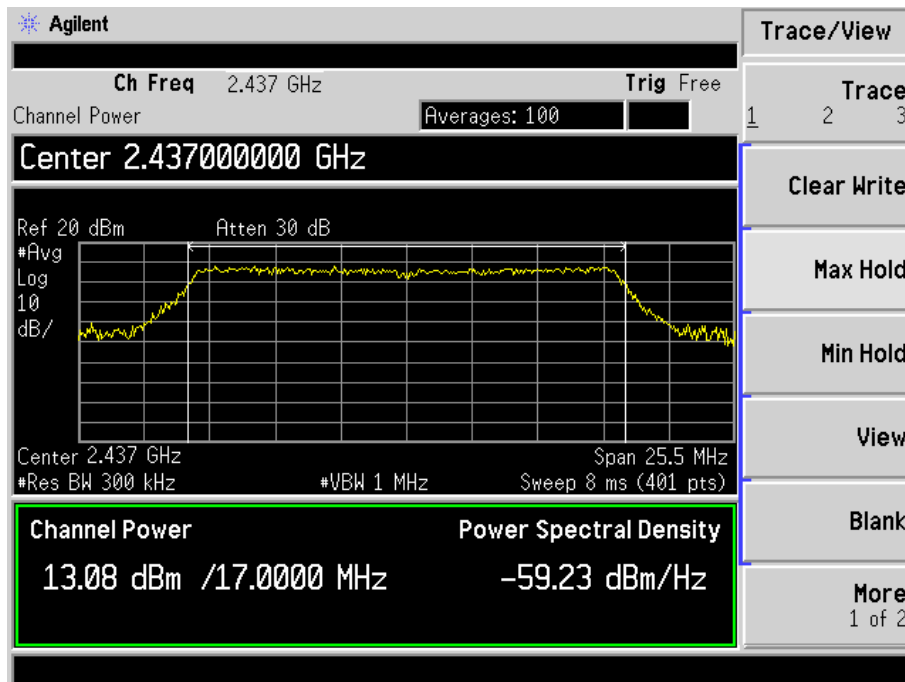 Agilent
Trace/View
Ch Freq 2.437 GHz
Trig Free
Channel Power
Averages: 100
Center 2.437000000 GHz
Ref 20 dBm
Atten 30 dB
#Avg
Log
10
dB/
Center 2.437 GHz
Span 25.5 MHz
#Res BW 300 kHz
#VBW 1 MHz
Sweep 8 ms (401 pts)
Channel Power
Power Spectral Density
13.08 dBm /17.0000 MHz
-59.23 dBm/Hz
Trace
1 2 3
Clear Write
Max Hold
Min Hold
View
Blank
More
1 of 2